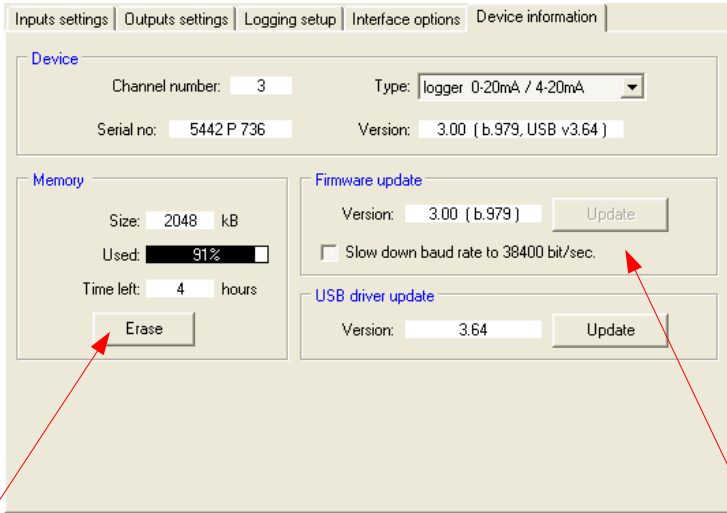 Inputs settings Outputs settings Logging setup Interface options Device information
Device
Channel number: 3 Type: logger 0-20mA / 4-20mA
Serial no: 5442 P 736 Version: 3.00 ( b.979, USB v3.64 )
Memory
Size: 2048 kB
Used: 91%
Time left: 4 hours
Erase
Firmware update
Version: 3.00 ( b.979 ) Update
Slow down baud rate to 38400 bit/sec.
USB driver update
Version: 3.64 Update